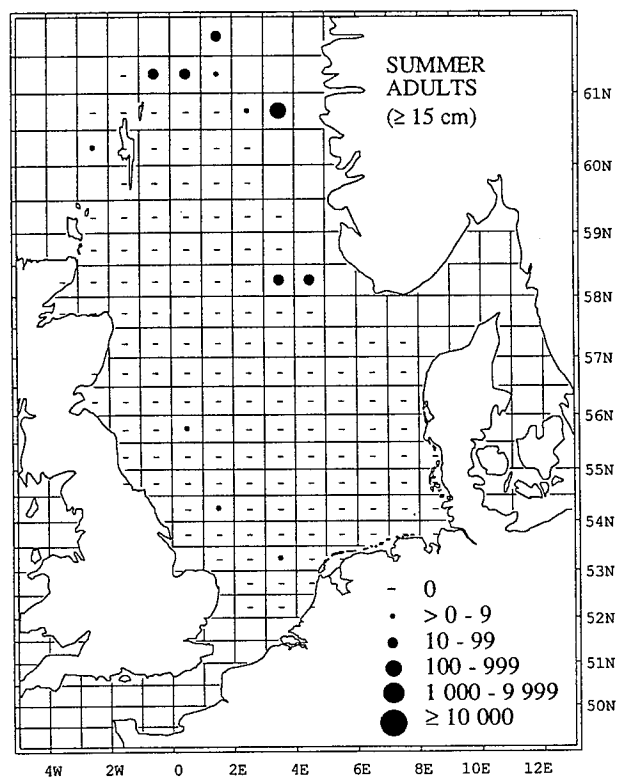 SUMMER
ADULTS
(≥ 15 cm)
61N
60N
59N
58N
57N
56N
55N
54N
53N
52N
51N
50N
- 0
> 0 - 9
10 - 99
100 - 999
1 000 - 9 999
≥ 10 000
4W 2W 0 2E 4E 6E 8E 10E 12E